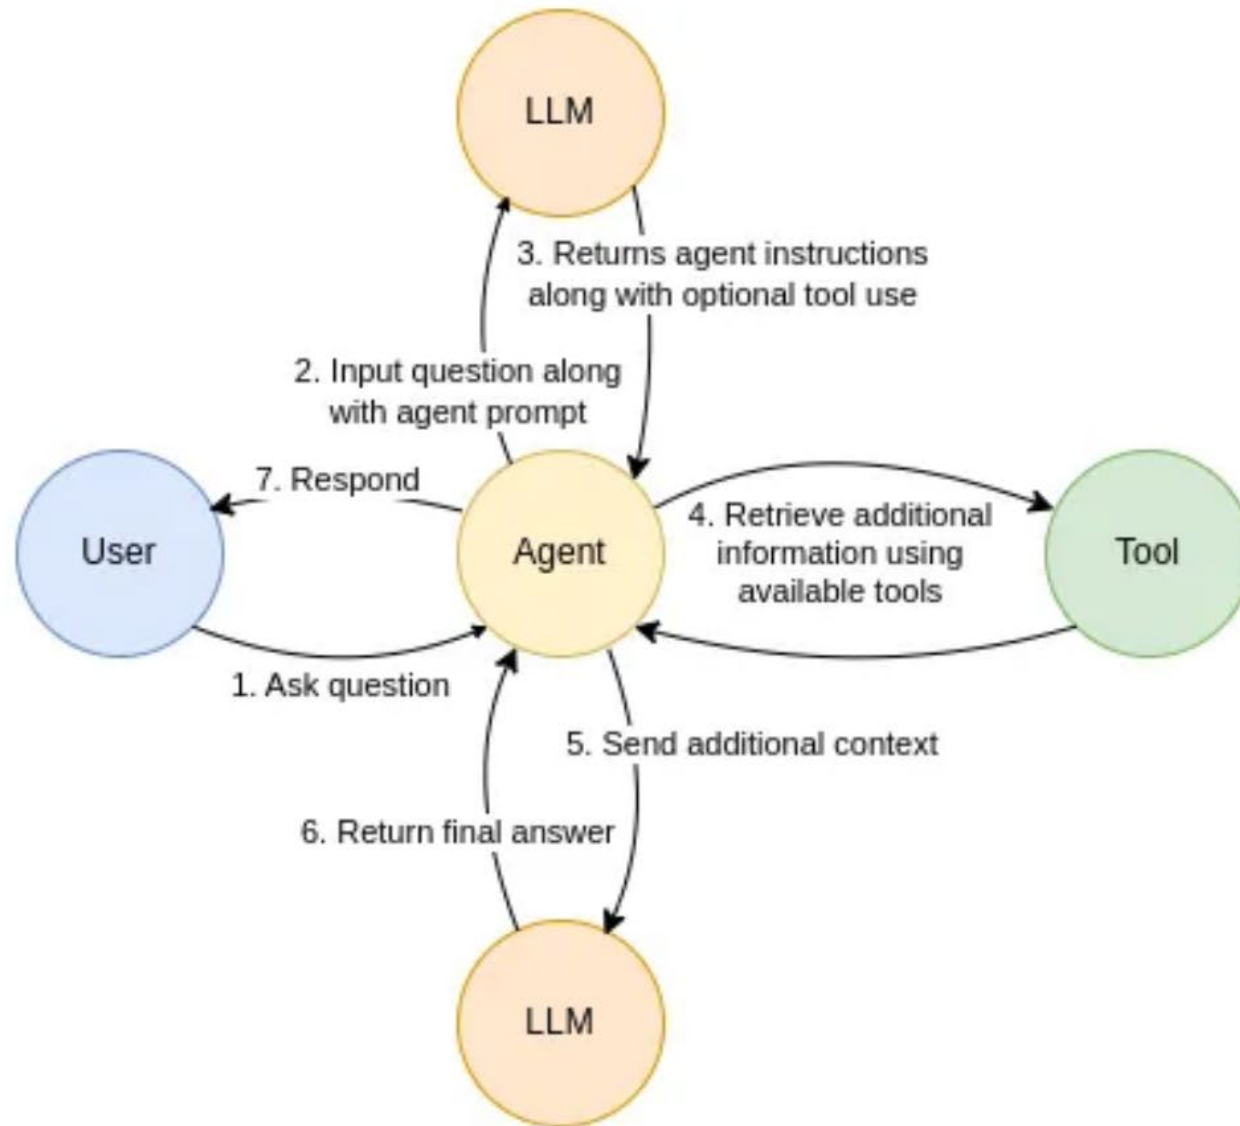 LLM
3. Returns agent instructions
along with optional tool use
2. Input question along
with agent prompt
7. Respond
User
Agent
4. Retrieve additional
information using
available tools
Tool
1. Ask question
5. Send additional context
6. Return final answer
LLM